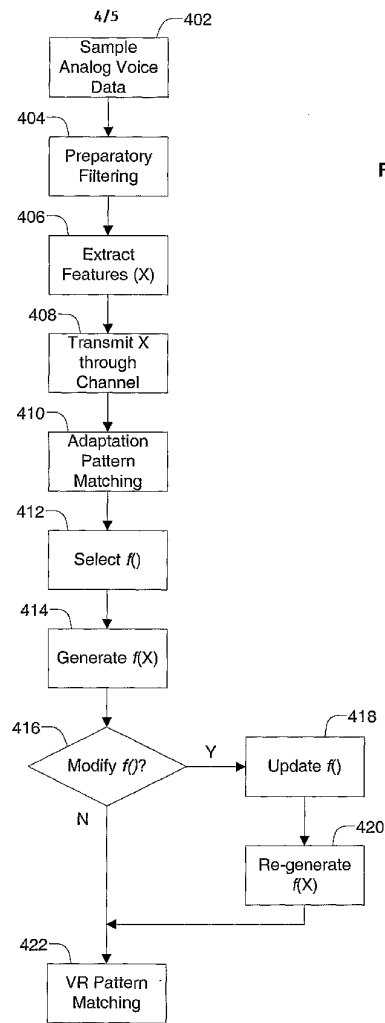 4/5
402
Sample
Analog Voice
Data
404
Preparatory
Filtering
F
406
Extract
Features (X)
408
Transmit X
through
Channel
410
Adaptation
Pattern
Matching
412
Select f()
414
Generate f(X)
416
Modify f()?
Y
418
Update f()
N
420
Re-generate
f(X)
422
VR Pattern
Matching